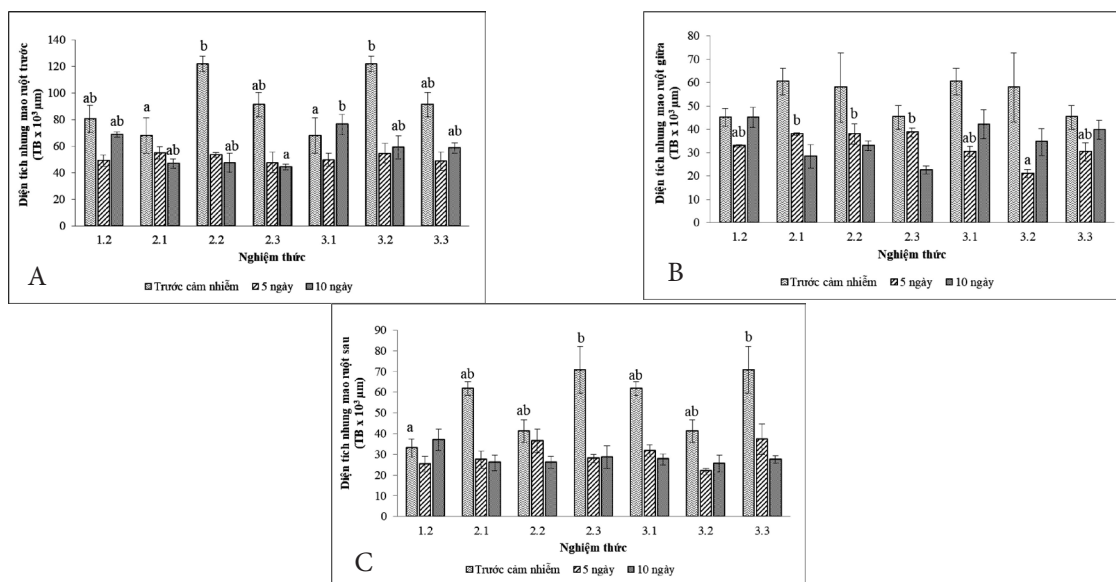 Diện tích nhung mao ruột trước
(TB x 10³ µm)
140
120
100
80
60
40
20
0
ab
a
ab
b
ab
ab
a
a
b
b
ab
ab
ab
1.2
2.1
2.2
2.3
3.1
3.2
3.3
Nghiệm thức
A
Trước cảm nhiễm
5 ngày
10 ngày
Diện tích nhung mao ruột giữa
(TB x 10³ µm)
80
70
60
50
40
30
20
10
0
ab
b
b
b
ab
a
ab
1.2
2.1
2.2
2.3
3.1
3.2
3.3
Nghiệm thức
B
Trước cảm nhiễm
5 ngày
10 ngày
Diện tích nhung mao ruột sau
(TB x 10³ µm)
90
80
70
60
50
40
30
20
10
0
a
ab
ab
b
ab
ab
b
1.2
2.1
2.2
2.3
3.1
3.2
3.3
Nghiệm thức
C
Trước cảm nhiễm
5 ngày
10 ngày